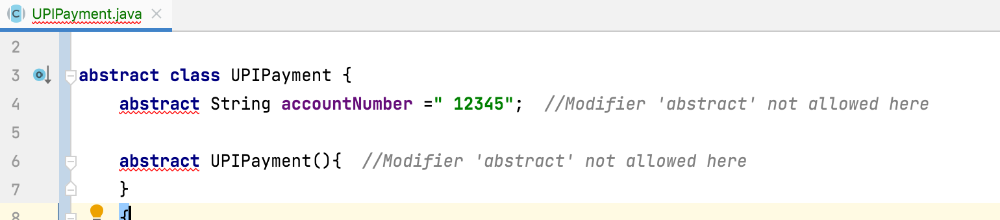 C UPIPayment.java ×
2
3 abstract class UPIPayment {
4 abstract String accountNumber =" 12345"; //Modifier 'abstract' not allowed here
5
6 abstract UPIPayment(){ //Modifier 'abstract' not allowed here
7 }
8 {